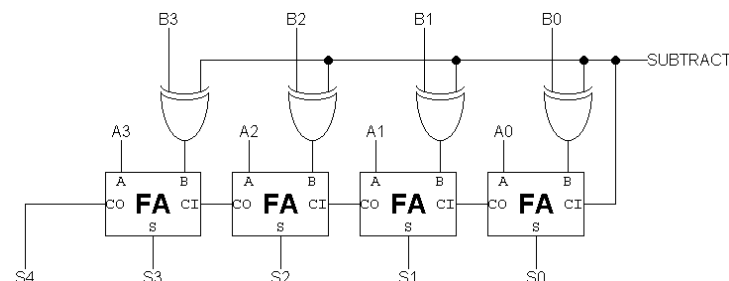 B3 B2 B1 B0
SUBTRACT
A3 A2 A1 A0
A B A B A B A B
CO FA CI CO FA CI CO FA CI CO FA CI
S S S S
S4 S3 S2 S1 S0